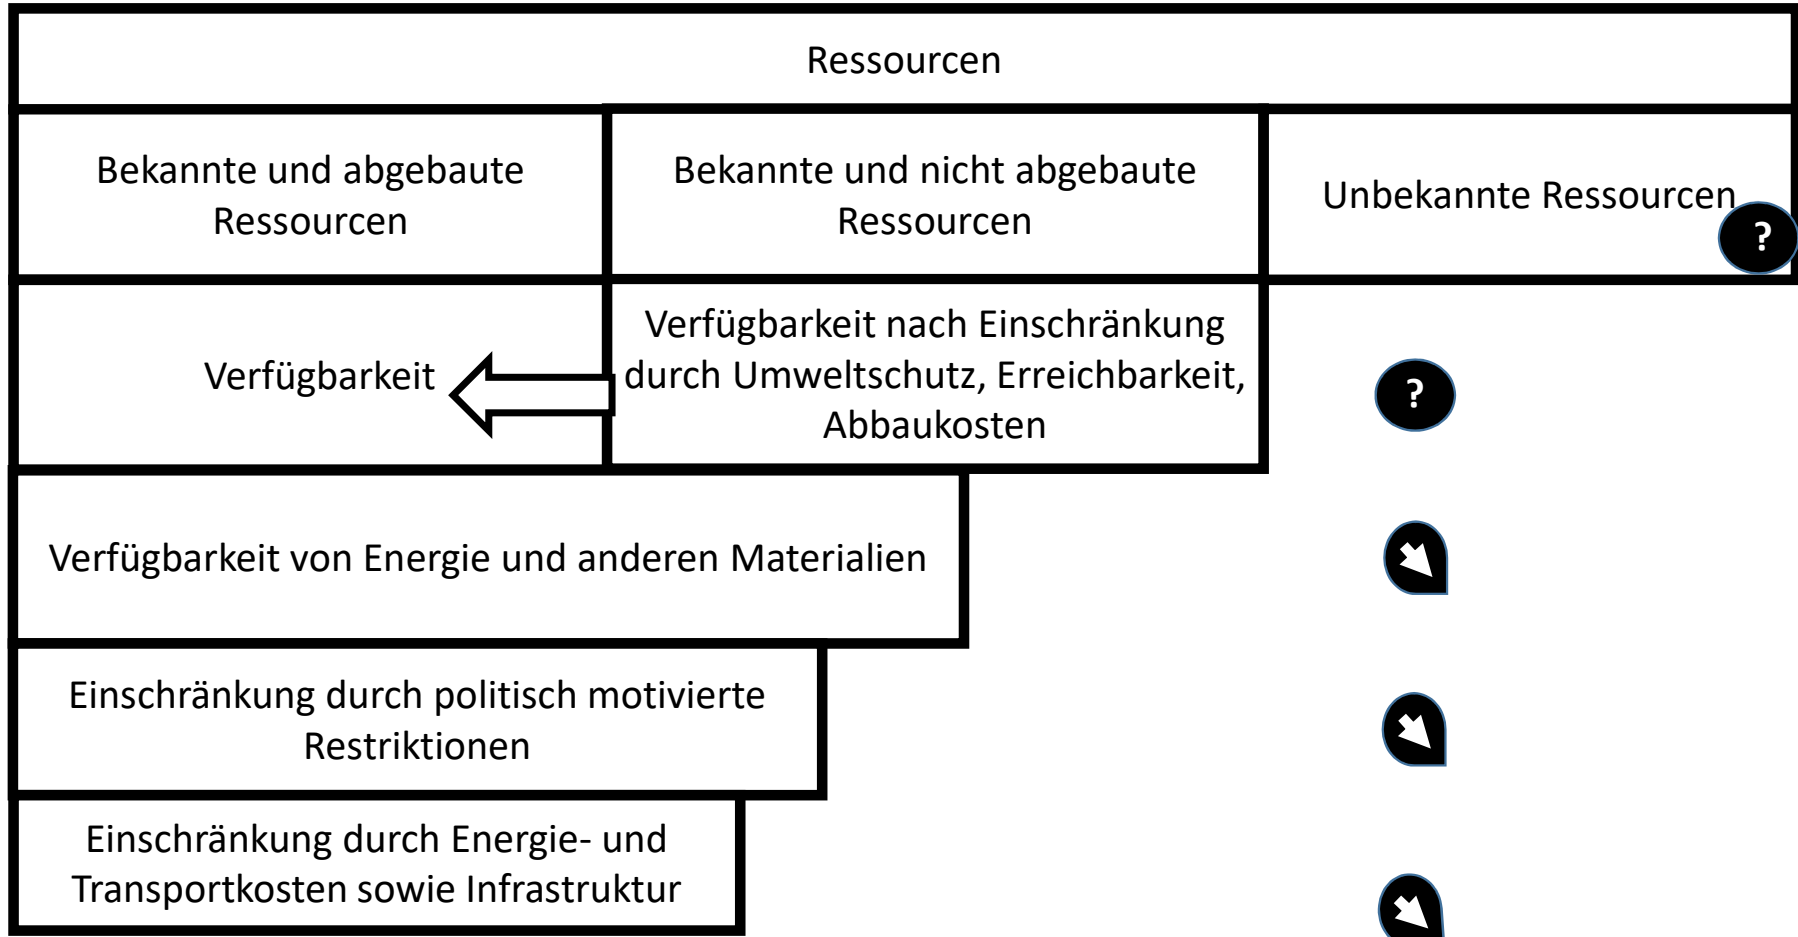 Ressourcen
Bekannte und abgebaute
Ressourcen
Bekannte und nicht abgebaute
Ressourcen
Unbekannte Ressourcen
?
Verfügbarkeit
Verfügbarkeit nach Einschränkung
durch Umweltschutz, Erreichbarkeit,
Abbaukosten
?
Verfügbarkeit von Energie und anderen Materialien
Einschränkung durch politisch motivierte
Restriktionen
Einschränkung durch Energie- und
Transportkosten sowie Infrastruktur